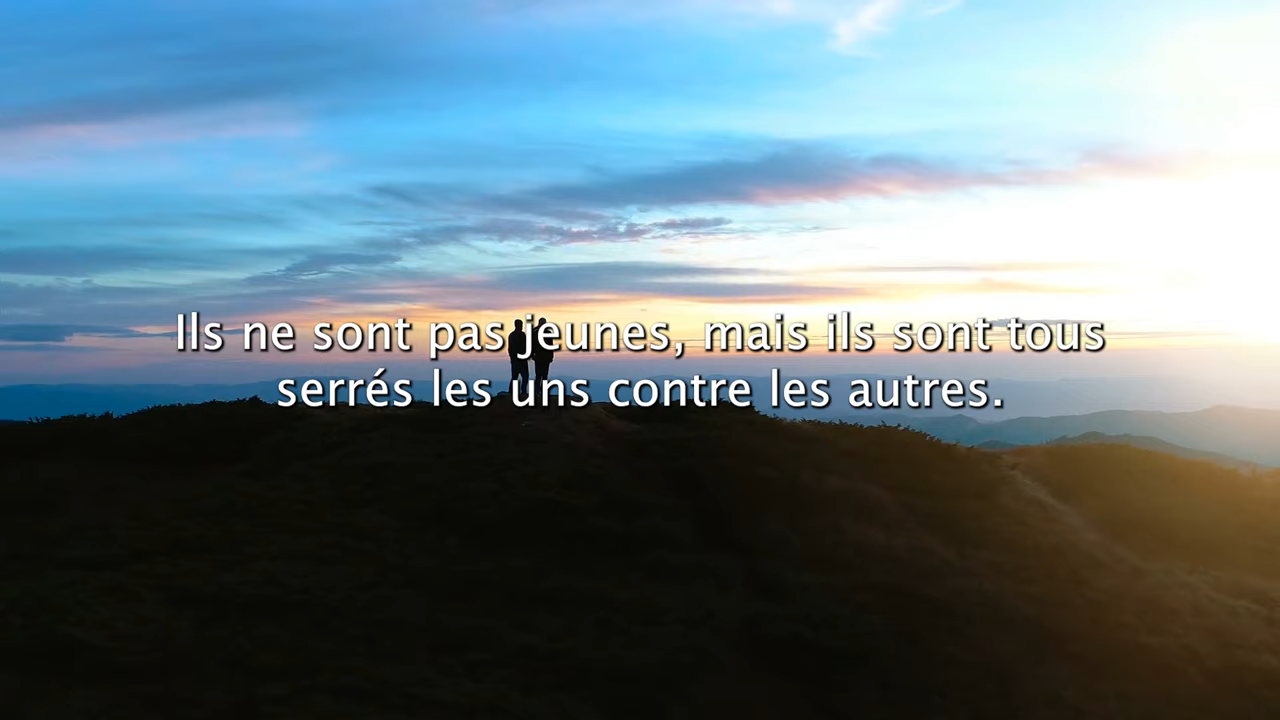 Ils ne sont pas jeunes, mais ils sont tous
serrés les uns contre les autres.